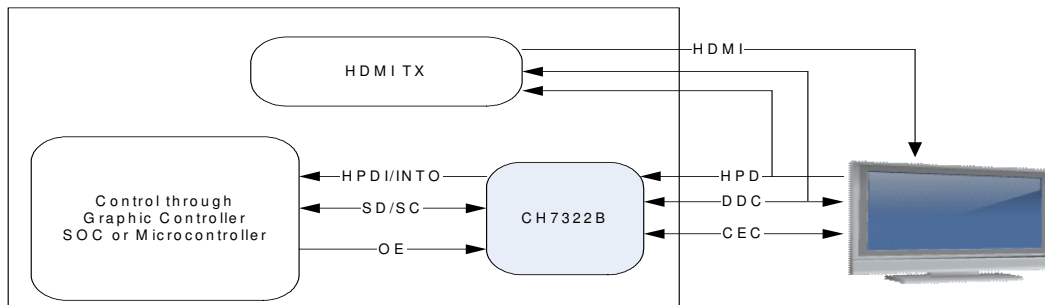 HDMI
HDMI TX
HPDI/INTO
HPD
Control through
Graphic Controller
SOC or Microcontroller
SD/SC
CH7322B
DDC
OE
CEC